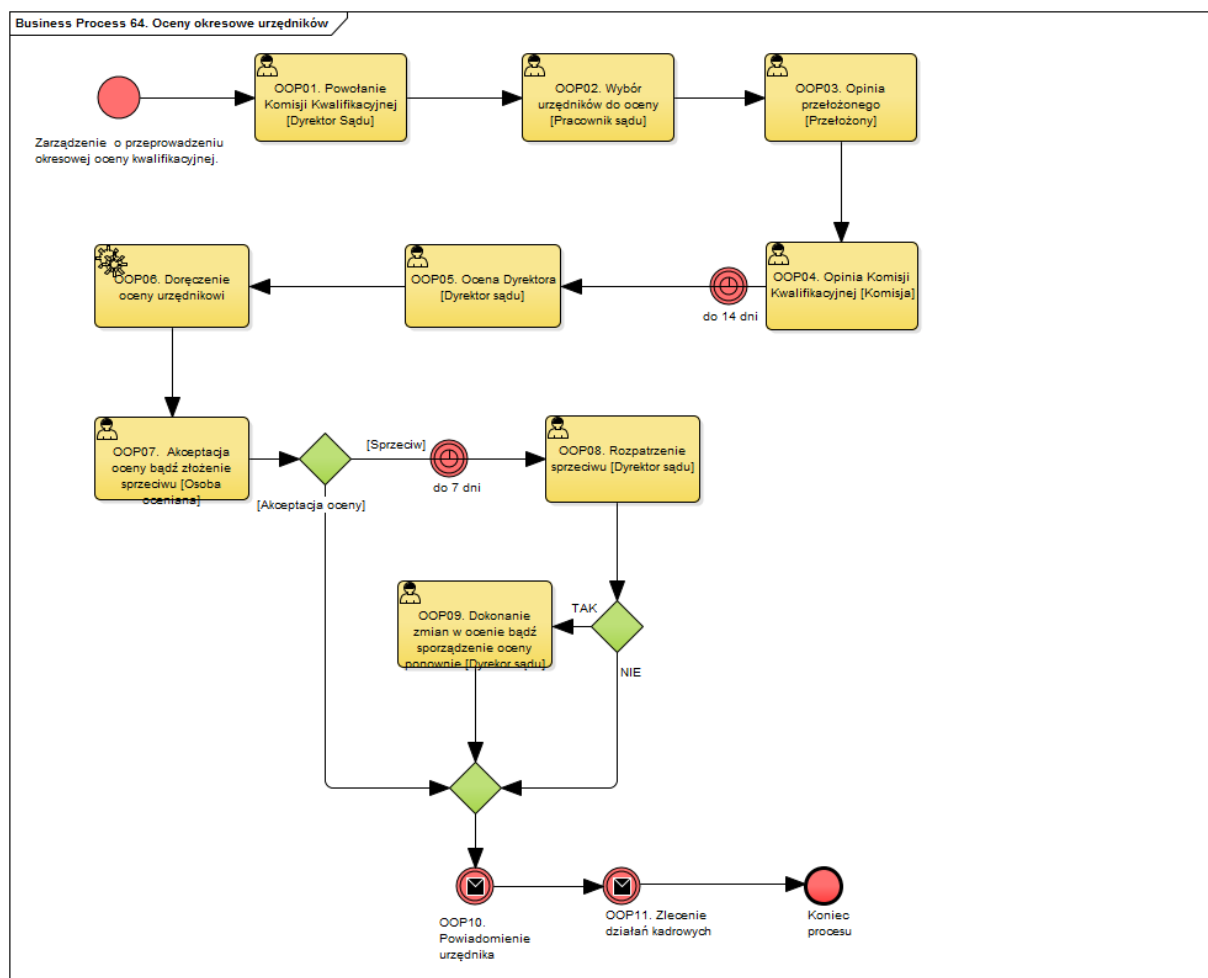 Business Process 64. Oceny okresowe urzędników
OOP01. Powołanie
Komisji Kwalifikacyjnej
[Dyrektor Sądu]
OOP02. Wybór
urzędników do oceny
[Pracownik sądu]
OOP03. Opinia
przełożonego
[Przełożony]
Zarządzenie o przeprowadzeniu
okresowej oceny kwalifikacyjnej.
OOP06. Doręczenie
oceny urzędnikowi
OOP05. Ocena Dyrektora
[Dyrektor sądu]
do 14 dni
OOP04. Opinia Komisji
Kwalifikacyjnej [Komisja]
OOP07. Akceptacja
oceny bądź złożenie
sprzeciwu [Osoba
oceniana]
[Sprzeciw]
do 7 dni
[Akceptacja oceny]
OOP08. Rozpatrzenie
sprzeciwu [Dyrektor sądu]
OOP09. Dokonanie
zmian w ocenie bądź
sporządzenie oceny
ponownie [Dyrekor sądu]
TAK
NIE
OOP10.
Powiadomienie
urzędnika
OOP11. Zlecenie
działań kadrowych
Koniec
procesu